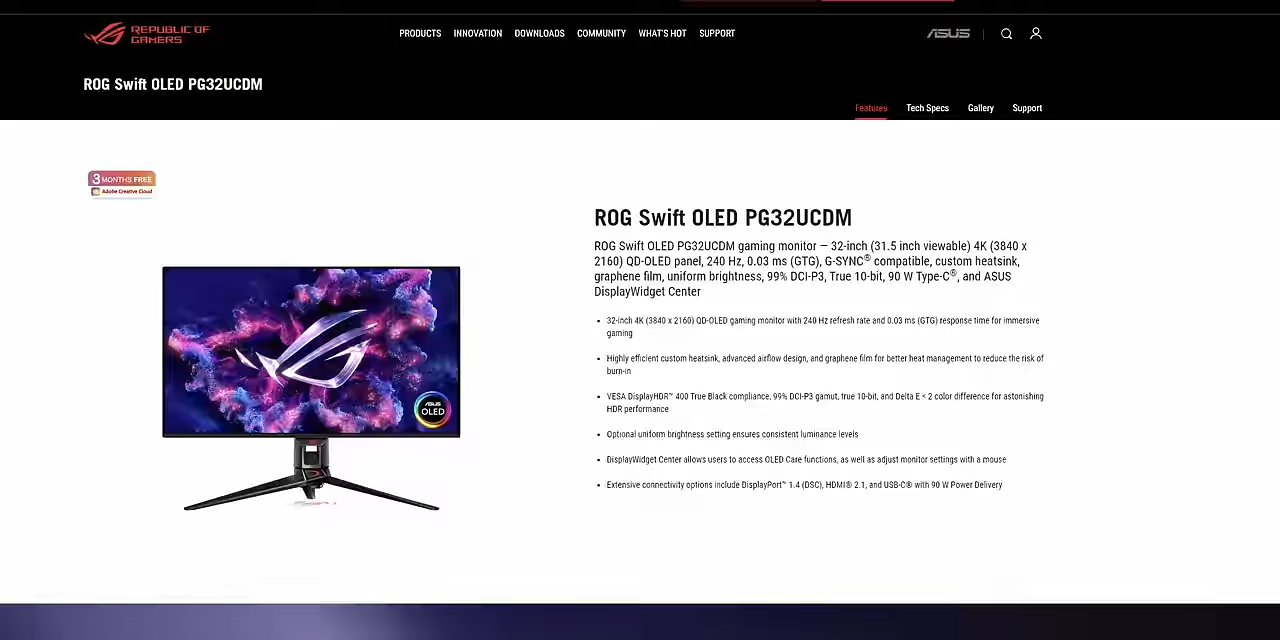 REPUBLIC OF
GAMERS
PRODUCTS INNOVATION DOWNLOADS COMMUNITY WHAT'S HOT SUPPORT
ASUS
ROG Swift OLED PG32UCDM
Features Tech Specs Gallery Support
3 MONTHS FREE
Adobe Creative Cloud
ROG Swift OLED PG32UCDM
ROG Swift OLED PG32UCDM gaming monitor — 32-inch (31.5 inch viewable) 4K (3840 x
2160) QD-OLED panel, 240 Hz, 0.03 ms (GTG), G-SYNC® compatible, custom heatsink,
graphene film, uniform brightness, 99% DCI-P3, True 10-bit, 90 W Type-C®, and ASUS
DisplayWidget Center
• 32-inch 4K (3840 x 2160) QD-OLED gaming monitor with 240 Hz refresh rate and 0.03 ms (GTG) response time for immersive
gaming
• Highly efficient custom heatsink, advanced airflow design, and graphene film for better heat management to reduce the risk of
burn-in
• VESA DisplayHDR™ 400 True Black compliance, 99% DCI-P3 gamut, true 10-bit, and Delta E < 2 color difference for astonishing
HDR performance
• Optional uniform brightness setting ensures consistent luminance levels
• DisplayWidget Center allows users to access OLED Care functions, as well as adjust monitor settings with a mouse
• Extensive connectivity options include DisplayPort™ 1.4 (DSC), HDMI® 2.1, and USB-C® with 90 W Power Delivery
ASUS
OLED